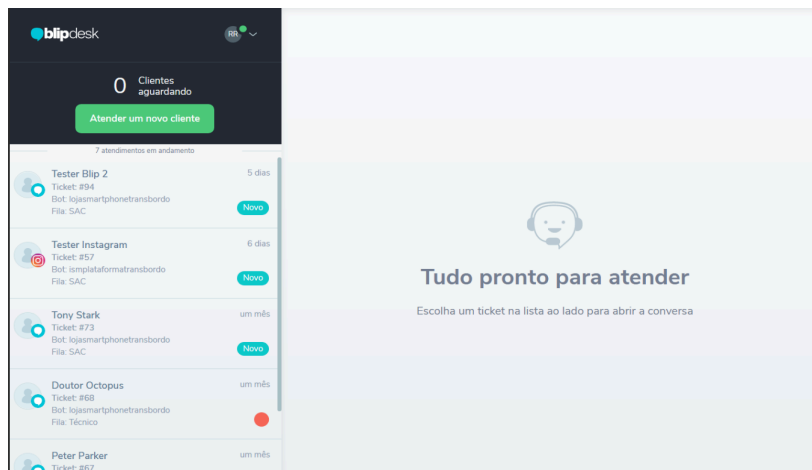 blipdesk
RR
0 Clientes
aguardando
Atender um novo cliente
7 atendimentos em andamento
Tester Blip 2 5 dias
Ticket: #94
Bot: lojasmartphonetransbordo
Fila: SAC Novo
Tester Instagram 6 dias
Ticket: #57
Bot: ismplataformatransbordo
Fila: SAC Novo
Tony Stark um mês
Ticket: #73
Bot: lojasmartphonetransbordo
Fila: SAC Novo
Doutor Octopus um mês
Ticket: #68
Bot: lojasmartphonetransbordo
Fila: Técnico
Peter Parker um mês
Ticket: #67
Tudo pronto para atender
Escolha um ticket na lista ao lado para abrir a conversa